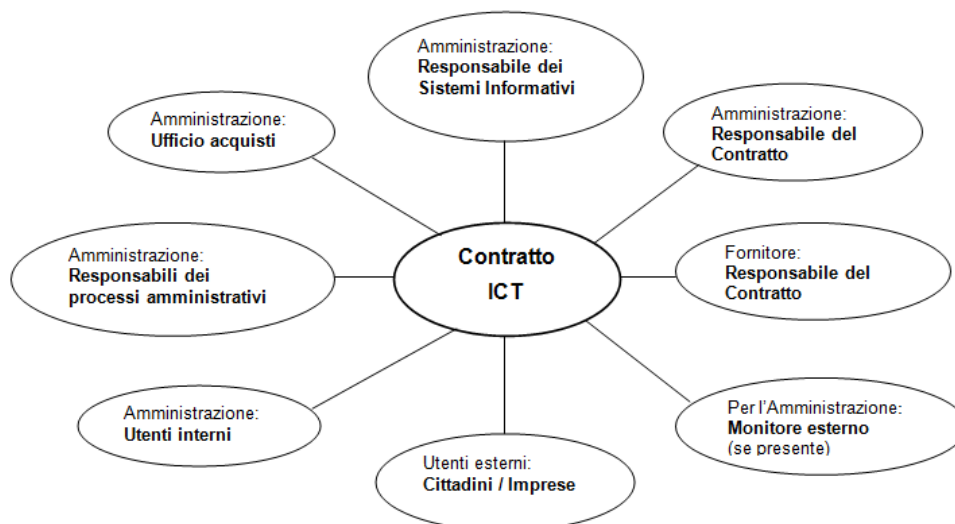 Amministrazione:
Responsabile dei
Sistemi Informativi
Amministrazione:
Ufficio acquisti
Amministrazione:
Responsabile del
Contratto
Amministrazione:
Responsabili dei
processi amministrativi
Contratto
ICT
Fornitore:
Responsabile del
Contratto
Amministrazione:
Utenti interni
Utenti esterni:
Cittadini / Imprese
Per l'Amministrazione:
Monitore esterno
(se presente)